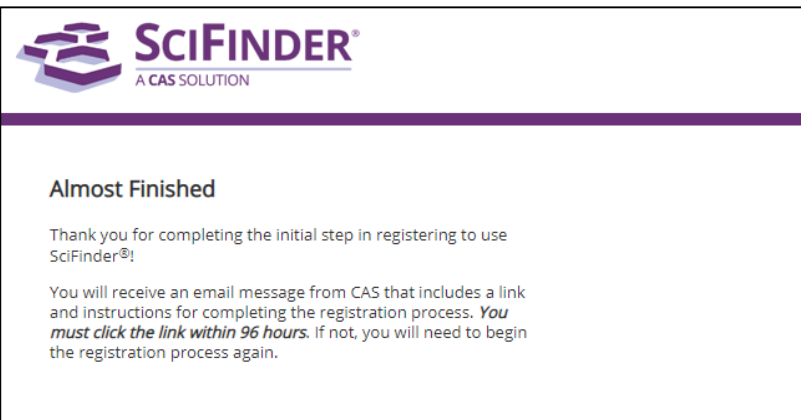 SCIFINDER®
A CAS SOLUTION
Almost Finished
Thank you for completing the initial step in registering to use
SciFinder®!
You will receive an email message from CAS that includes a link
and instructions for completing the registration process. You
must click the link within 96 hours. If not, you will need to begin
the registration process again.